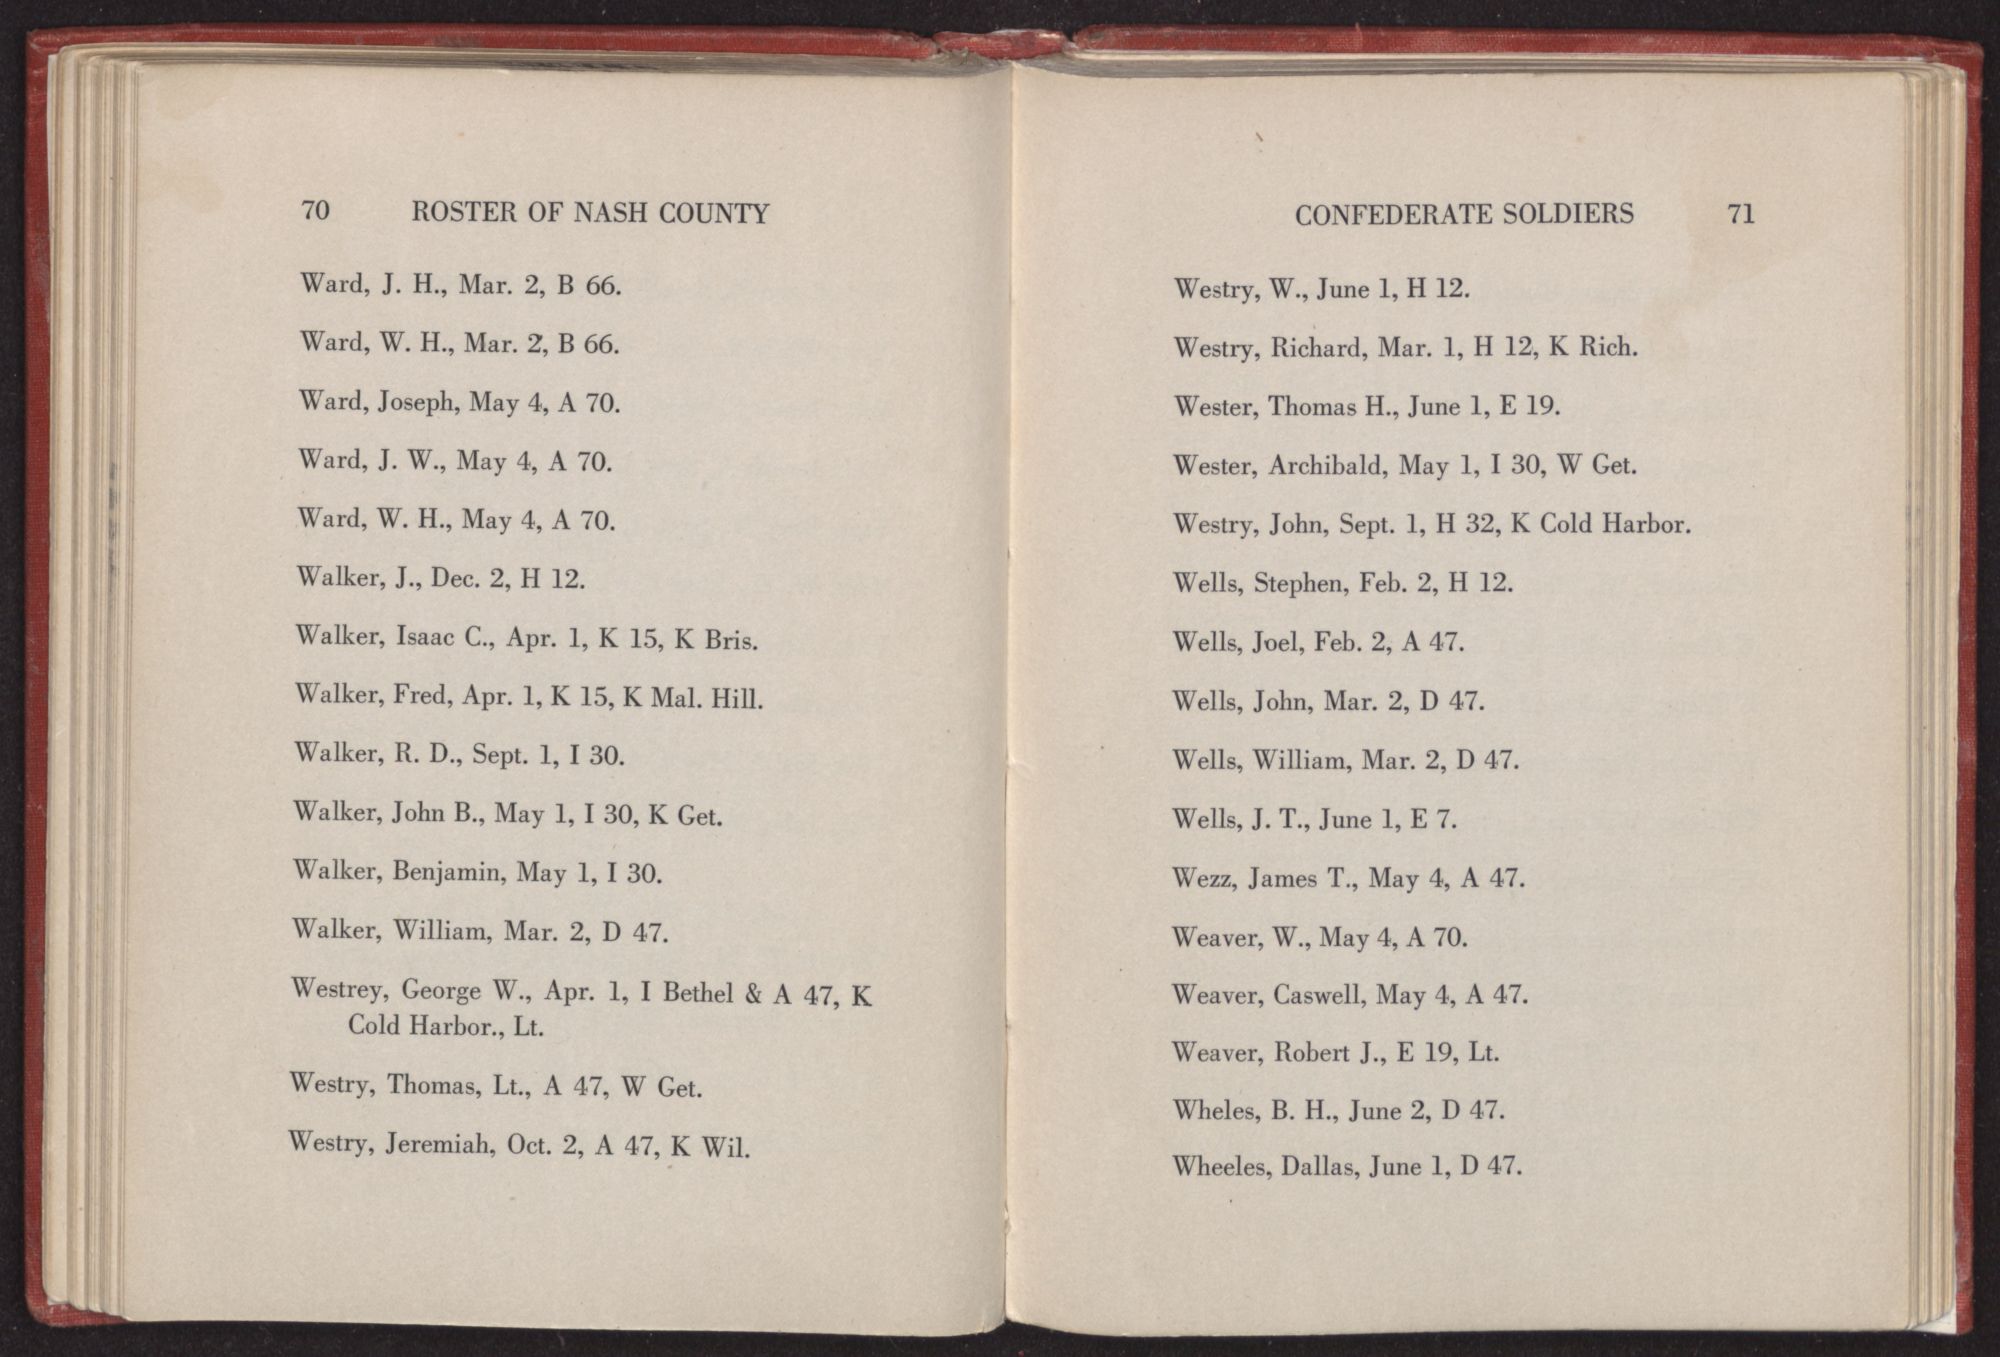 70 ROSTER OF NASH COUNTY
Ward, J. H., Mar. 2, B 66.
Ward, W. H., Mar. 2, B 66.
Ward, Joseph, May 4, A 70.
Ward, J. W., May 4, A 70.
Ward, W. H., May 4, A 70.
Walker, J., Dec. 2, H 12.
Walker, Isaac C., Apr. 1, K 15, K Bris.
Walker, Fred, Apr. 1, K 15, K Mal. Hill.
Walker, R. D., Sept. 1, I 30.
Walker, John B., May 1, I 30, K Get.
Walker, Benjamin, May 1, I 30.
Walker, William, Mar. 2, D 47.
Westrey, George W., Apr. 1, I Bethel & A 47, K
Cold Harbor., Lt.
Westry, Thomas, Lt., A 47, W Get.
Westry, Jeremiah, Oct. 2, A 47, K Wil.
CONFEDERATE SOLDIERS 71
Westry, W., June 1, H 12.
Westry, Richard, Mar. 1, H 12, K Rich.
Wester, Thomas H., June 1, E 19.
Wester, Archibald, May 1, I 30, W Get.
Westry, John, Sept. 1, H 32, K Cold Harbor.
Wells, Stephen, Feb. 2, H 12.
Wells, Joel, Feb. 2, A 47.
Wells, John, Mar. 2, D 47.
Wells, William, Mar. 2, D 47.
Wells, J. T., June 1, E 7.
Wezz, James T., May 4, A 47.
Weaver, W., May 4, A 70.
Weaver, Caswell, May 4, A 47.
Weaver, Robert J., E 19, Lt.
Wheles, B. H., June 2, D 47.
Wheeles, Dallas, June 1, D 47.